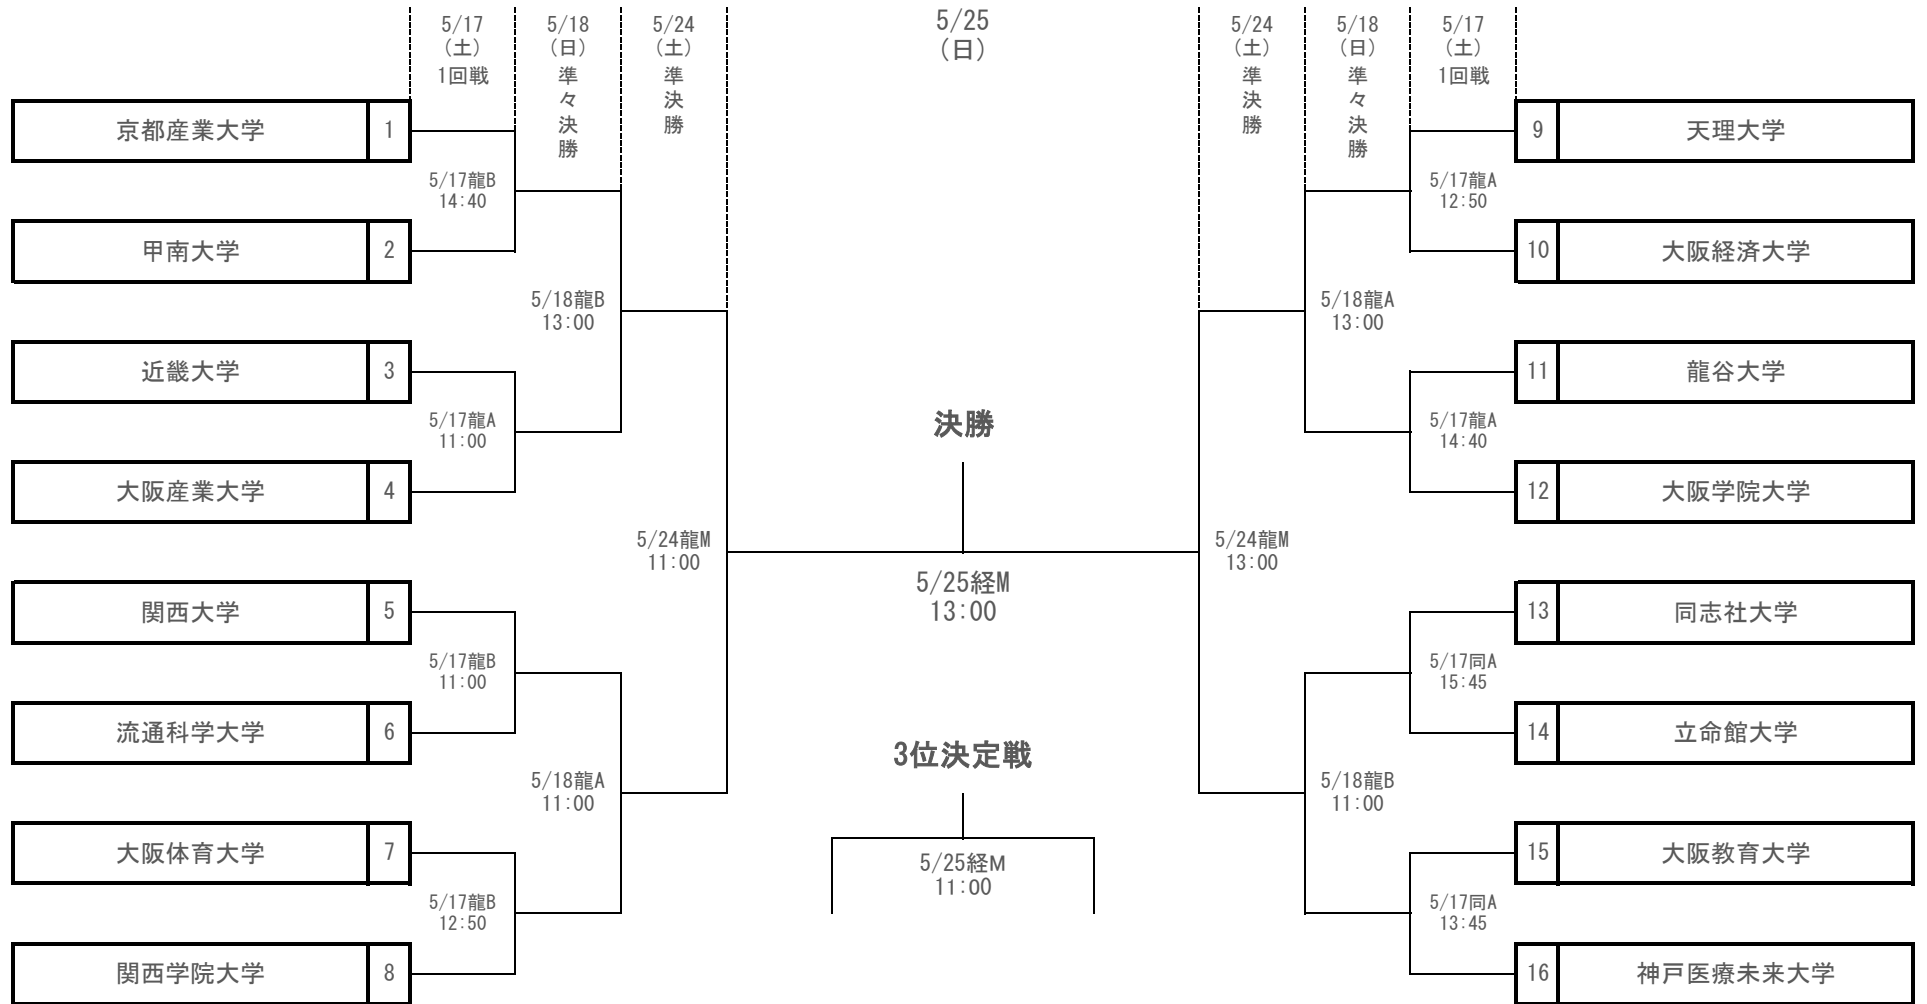 5/17
(土)
1回戦
5/18
(日)
準々決勝
5/24
(土)
準決勝
5/25
(日)
5/24
(土)
準決勝
5/18
(日)
準々決勝
5/17
(土)
1回戦
京都産業大学 1
5/17龍B
14:40
甲南大学 2
5/18龍B
13:00
近畿大学 3
5/17龍A
11:00
大阪産業大学 4
5/24龍M
11:00
関西大学 5
5/17龍B
11:00
流通科学大学 6
5/18龍A
11:00
大阪体育大学 7
5/17龍B
12:50
関西学院大学 8
決勝
5/25経M
13:00
3位決定戦
5/25経M
11:00
9 天理大学
5/17龍A
12:50
10 大阪経済大学
5/18龍A
13:00
11 龍谷大学
5/17龍A
14:40
12 大阪学院大学
5/24龍M
13:00
13 同志社大学
5/17同A
15:45
14 立命館大学
5/18龍B
11:00
15 大阪教育大学
5/17同A
13:45
16 神戸医療未来大学